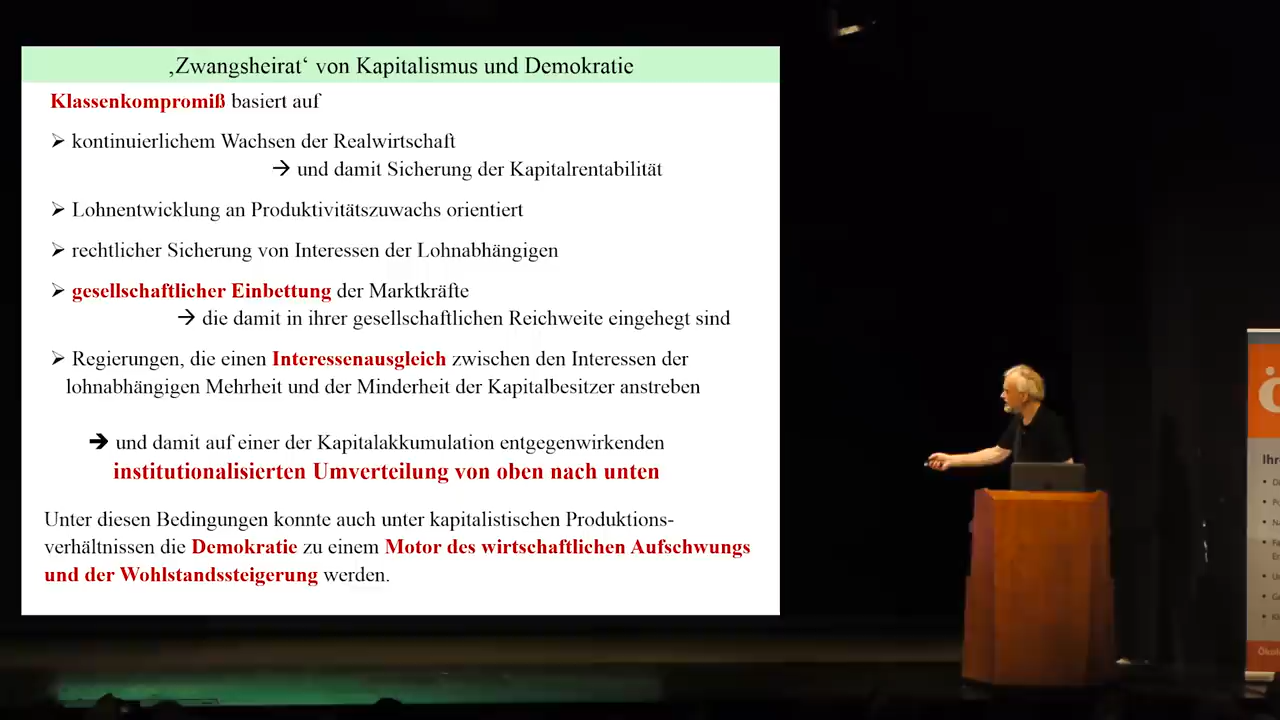 ‚Zwangsheirat‘ von Kapitalismus und Demokratie
Klassenkompromiß basiert auf
➢ kontinuierlichem Wachsen der Realwirtschaft
→ und damit Sicherung der Kapitalrentabilität
➢ Lohnentwicklung an Produktivitätszuwachs orientiert
➢ rechtlicher Sicherung von Interessen der Lohnabhängigen
➢ gesellschaftlicher Einbettung der Marktkräfte
→ die damit in ihrer gesellschaftlichen Reichweite eingehegt sind
➢ Regierungen, die einen Interessenausgleich zwischen den Interessen der
lohnabhängigen Mehrheit und der Minderheit der Kapitalbesitzer anstreben
➔ und damit auf einer der Kapitalakkumulation entgegenwirkenden
institutionalisierten Umverteilung von oben nach unten
Unter diesen Bedingungen konnte auch unter kapitalistischen Produktions-
verhältnissen die Demokratie zu einem Motor des wirtschaftlichen Aufschwungs
und der Wohlstandssteigerung werden.
ö
Ihr